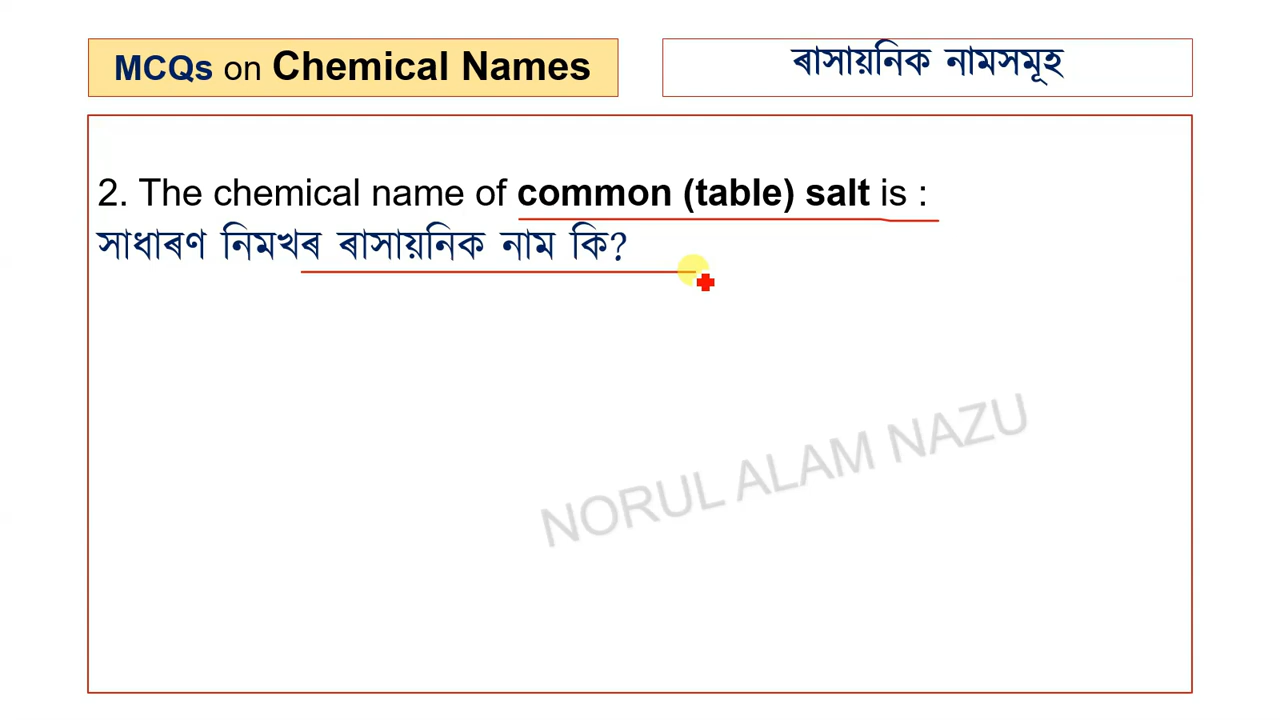 MCQs on Chemical Names
ৰাসায়নিক নামসমূহ
2. The chemical name of common (table) salt is :
সাধাৰণ নিমখৰ ৰাসায়নিক নাম কি?
NORUL ALAM NAZU